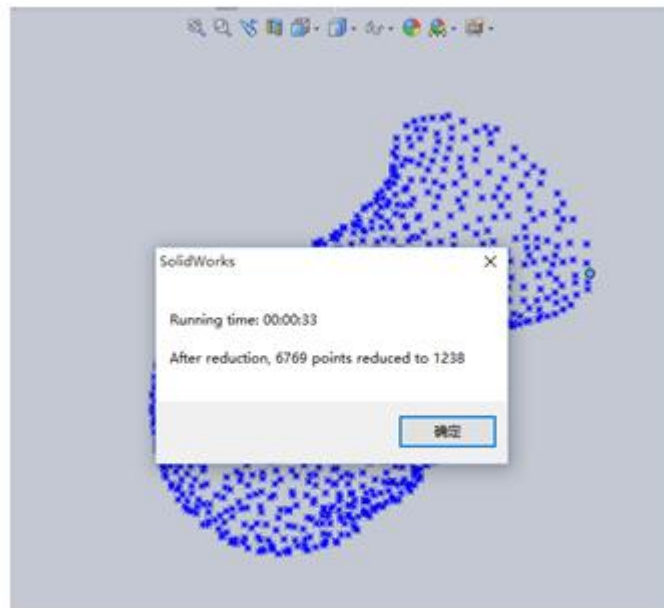 SolidWorks
Running time: 00:00:33
After reduction, 6769 points reduced to 1238
确定